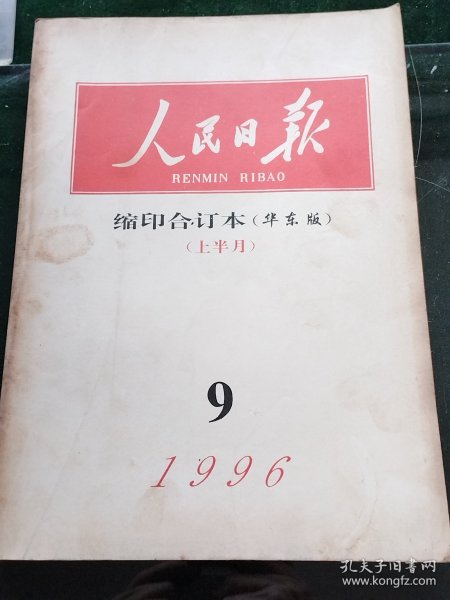 人民日报
RENMIN RIBAO
缩印合订本(华东版)
(上半月)
9
1996
孔夫子旧书网
www.kongfz.com